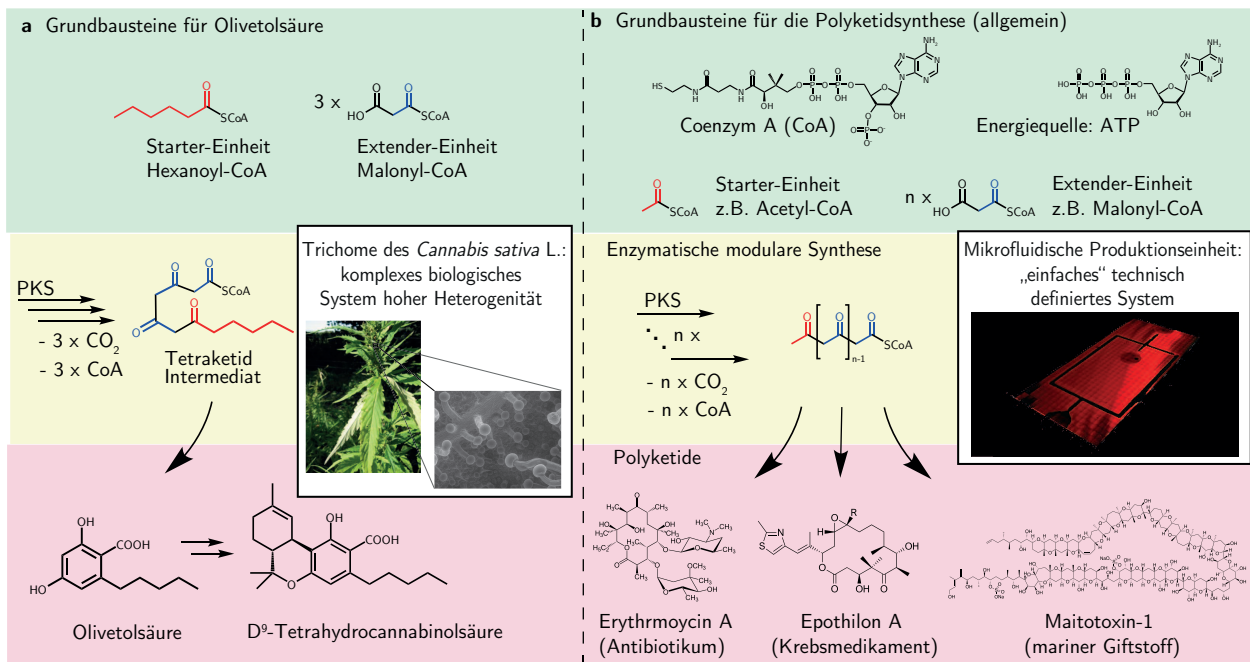 a Grundbausteine für Olivetolsäure
O
SCoA
Starter-Einheit
Hexanoyl-CoA
3 x
O
O
HO
SCoA
Extender-Einheit
Malonyl-CoA
PKS
- 3 x CO2
- 3 x CoA
O
O
SCoA
O
O
Tetraketid
Intermediat
Trichome des Cannabis sativa L.:
komplexes biologisches
System hoher Heterogenität
OH
COOH
HO
Olivetolsäure
OH
COOH
O
D⁹-Tetrahydrocannabinolsäure
b Grundbausteine für die Polyketidsynthese (allgemein)
Coenzym A (CoA)
Energiequelle: ATP
O
SCoA
Starter-Einheit
z.B. Acetyl-CoA
n x
O
O
HO
SCoA
Extender-Einheit
z.B. Malonyl-CoA
Enzymatische modulare Synthese
PKS
n x
- n x CO2
- n x CoA
O
O
O
SCoA
n-1
Mikrofluidische Produktionseinheit:
„einfaches“ technisch
definiertes System
Polyketide
Erythrmoycin A
(Antibiotikum)
Epothilon A
(Krebsmedikament)
Maitotoxin-1
(mariner Giftstoff)